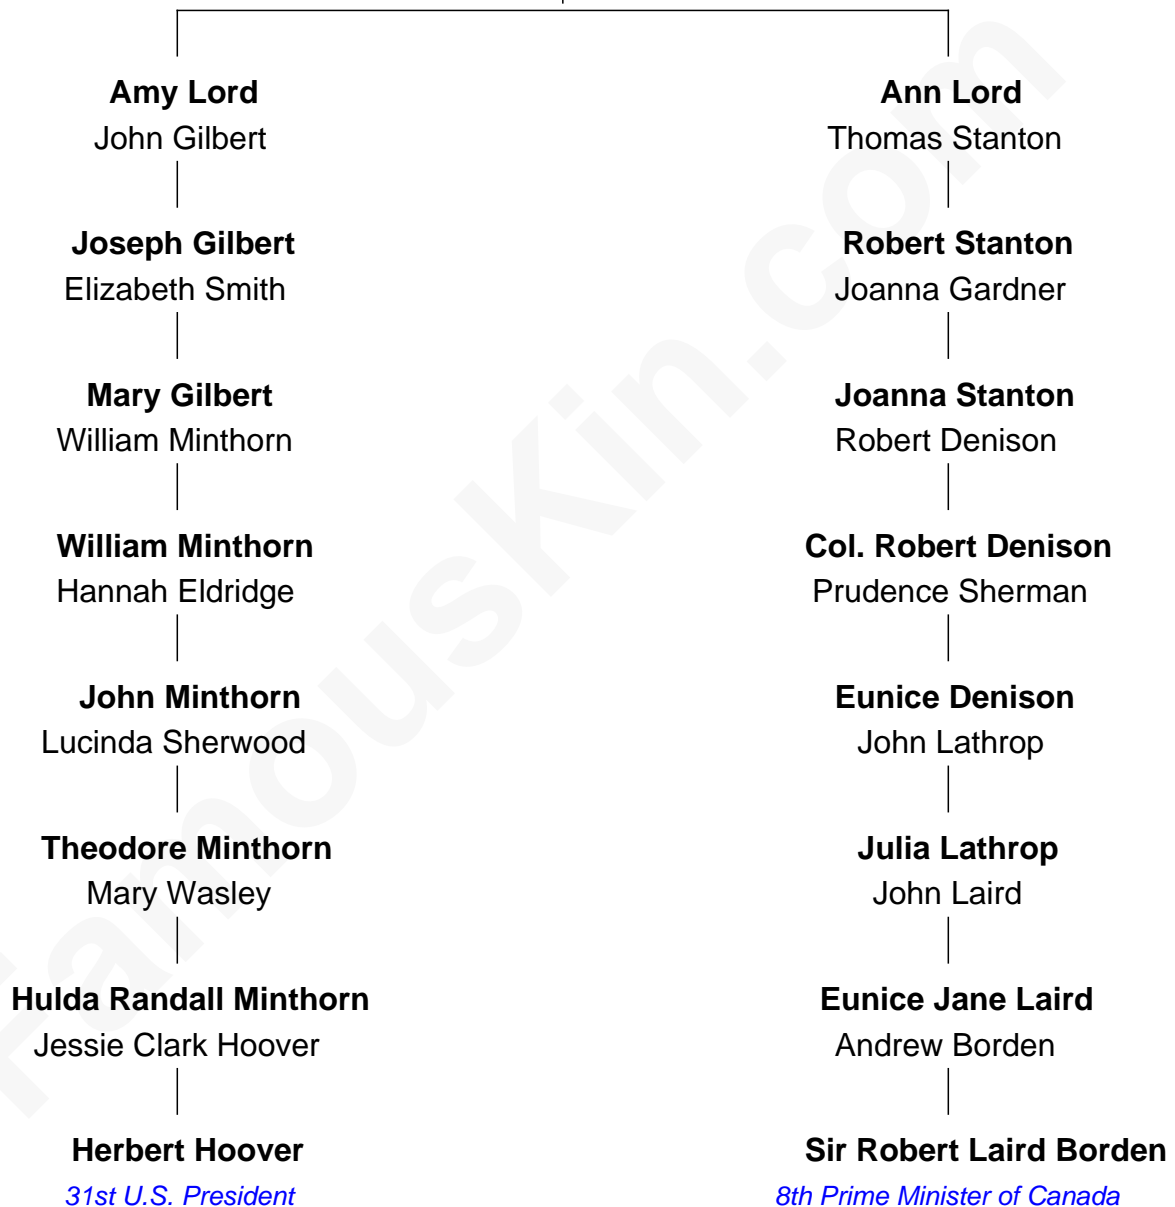 Amy Lord
John Gilbert
Joseph Gilbert
Elizabeth Smith
Mary Gilbert
William Minthorn
William Minthorn
Hannah Eldridge
John Minthorn
Lucinda Sherwood
Theodore Minthorn
Mary Wasley
Hulda Randall Minthorn
Jessie Clark Hoover
Herbert Hoover
31st U.S. President
Ann Lord
Thomas Stanton
Robert Stanton
Joanna Gardner
Joanna Stanton
Robert Denison
Col. Robert Denison
Prudence Sherman
Eunice Denison
John Lathrop
Julia Lathrop
John Laird
Eunice Jane Laird
Andrew Borden
Sir Robert Laird Borden
8th Prime Minister of Canada
FamousKin.com